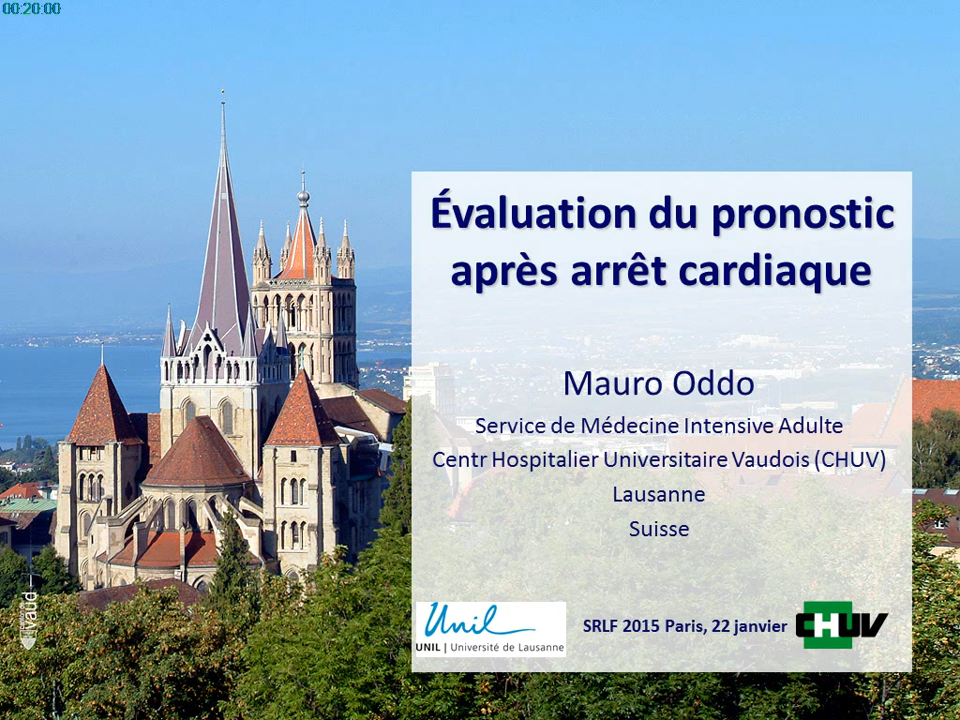 00:20:00
Évaluation du pronostic
après arrêt cardiaque
Mauro Oddo
Service de Médecine Intensive Adulte
Centr Hospitalier Universitaire Vaudois (CHUV)
Lausanne
Suisse
Unil
UNIL | Université de Lausanne
SRLF 2015 Paris, 22 janvier
CHUV
vaud